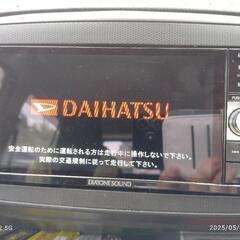 DAIHATSU
安全運転のために運転される方は走行中に操作しないで下さい。
実際の交通規制に従って走行して下さい。
DIATONE SOUND